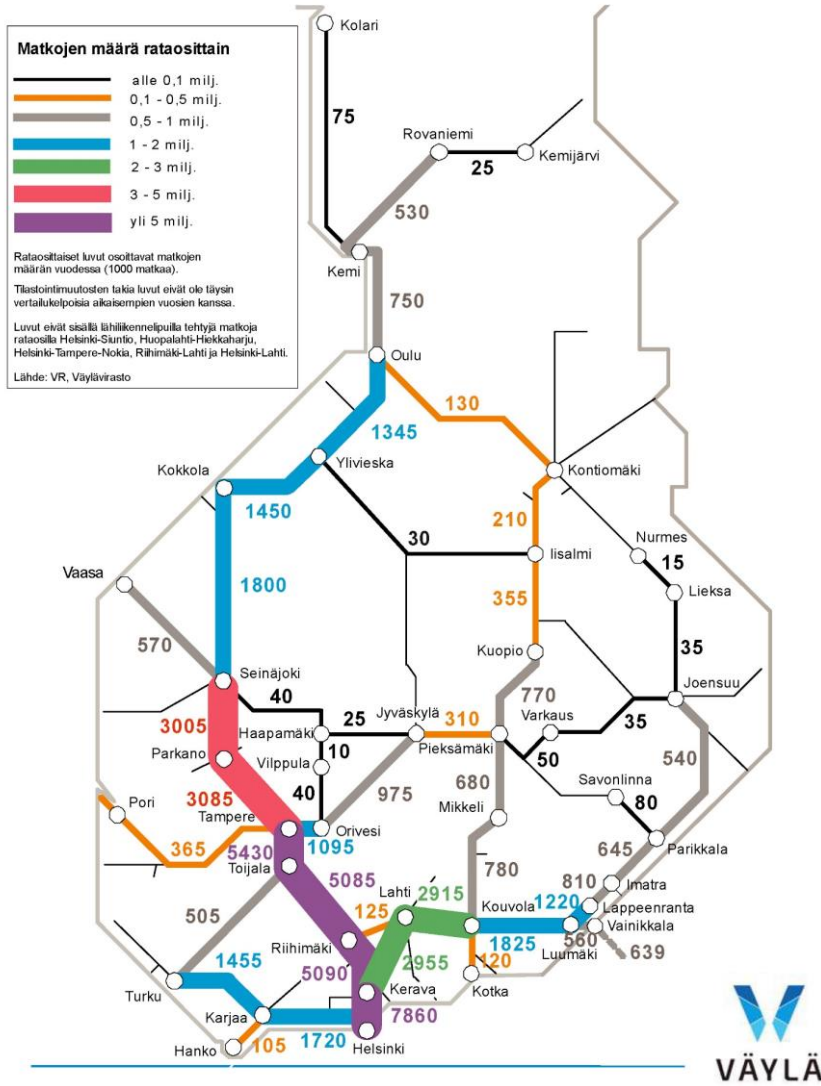 Matkojen määrä rataosittain
alle 0,1 milj.
0,1 - 0,5 milj.
0,5 - 1 milj.
1 - 2 milj.
2 - 3 milj.
3 - 5 milj.
yli 5 milj.
Rataosittaiset luvut osoittavat matkojen
määrän vuodessa (1000 matkaa).
Tilastointimuutosten takia luvut eivät ole täysin
vertailukelpoisia aikaisempien vuosien kanssa.
Luvut eivät sisällä lähiliikennelipuilla tehtyjä matkoja
rataosilla Helsinki-Siuntio, Huopalahti-Hiekkaharju,
Helsinki-Tampere-Nokia, Riihimäki-Lahti ja Helsinki-Lahti.
Lähde: VR, Väylävirasto
Kolari
75
Rovaniemi
Kemijärvi
25
530
Kemi
750
Oulu
130
1345
Ylivieska
Kokkola
1450
Kontiomäki
210
Nurmes
30
Iisalmi
15
Vaasa
1800
355
Lieksa
570
Kuopio
35
Seinäjoki
40
770
Joensuu
3005
Haapamäki
25
Jyväskylä
310
Varkaus
35
Pieksämäki
50
Parkano
10
Vilppula
680
Savonlinna
540
3085
40
975
Mikkeli
80
Pori
Tampere
365
1095
Orivesi
5430
645
Parikkala
Toijala
5085
780
810
Imatra
505
Lahti
2915
Kouvola
1220
Lappeenranta
125
Vainikkala
1825
560
Riihimäki
Luumäki
639
1455
5090
2955
120
Turku
Kerava
Kotka
Karjaa
7860
1720
Hanko
105
Helsinki
VÄYLÄ